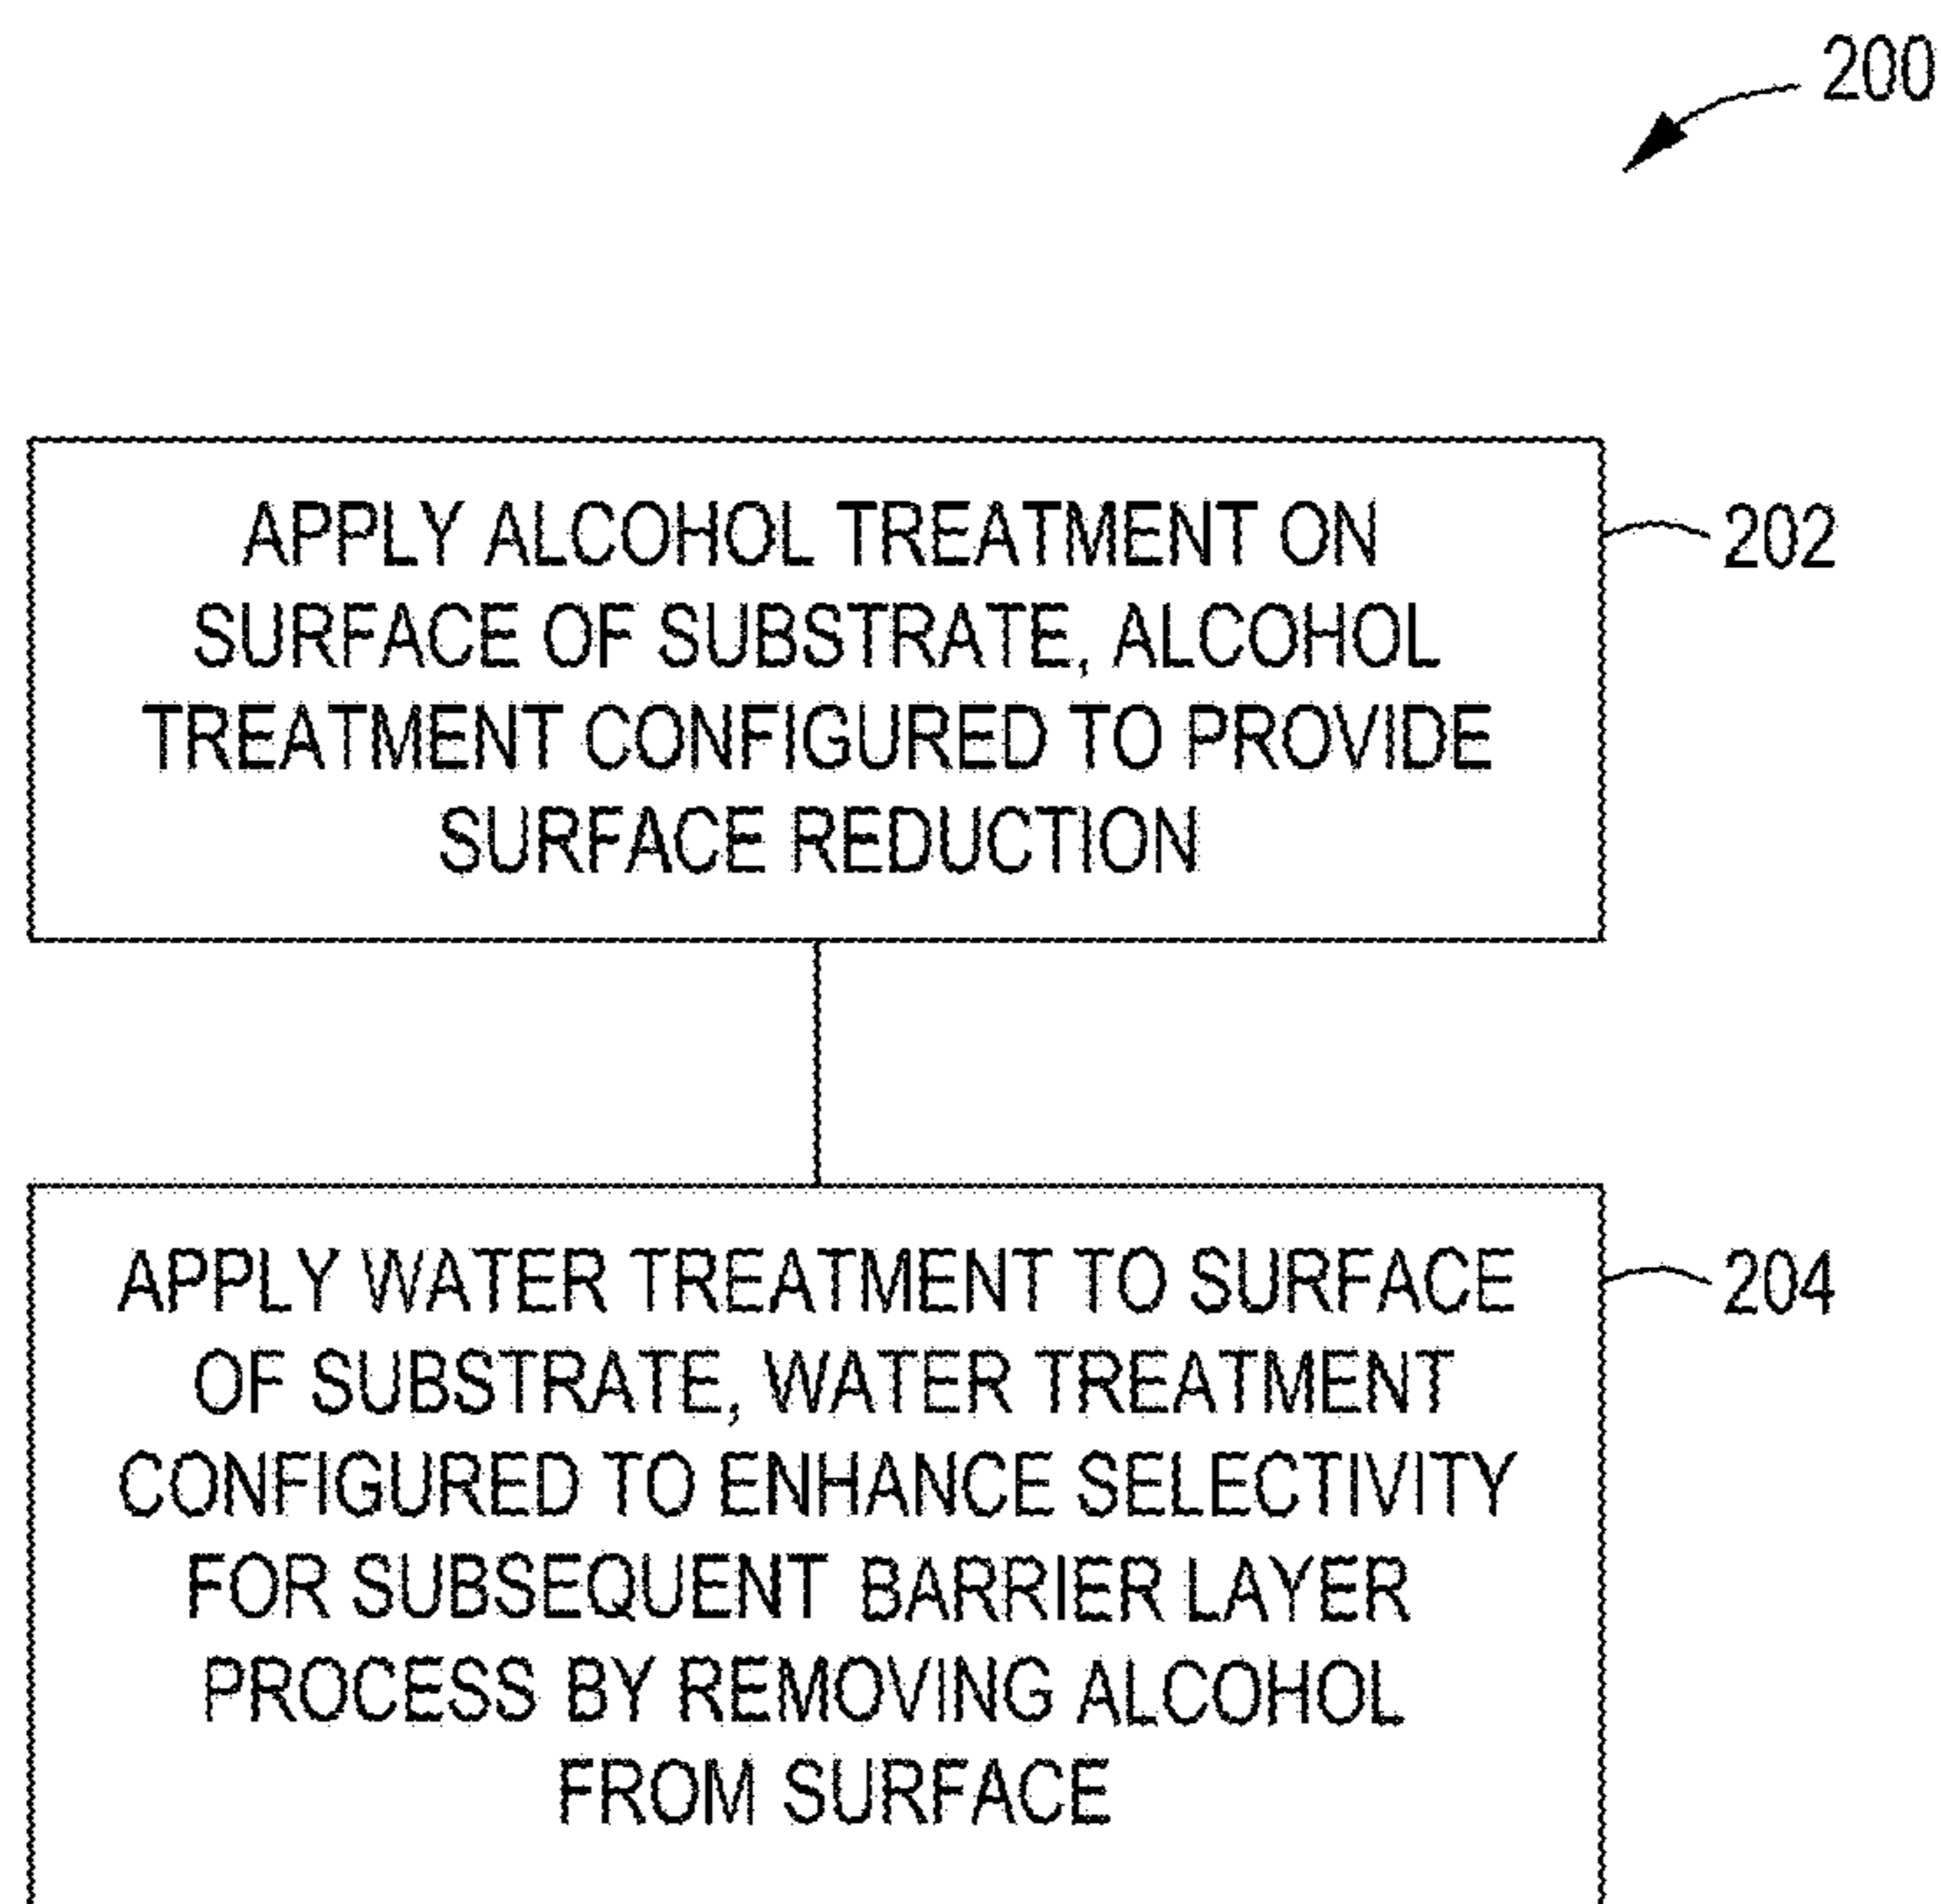 200
APPLY ALCOHOL TREATMENT ON
SURFACE OF SUBSTRATE, ALCOHOL
TREATMENT CONFIGURED TO PROVIDE
SURFACE REDUCTION
202
APPLY WATER TREATMENT TO SURFACE
OF SUBSTRATE, WATER TREATMENT
CONFIGURED TO ENHANCE SELECTIVITY
FOR SUBSEQUENT BARRIER LAYER
PROCESS BY REMOVING ALCOHOL
FROM SURFACE
204